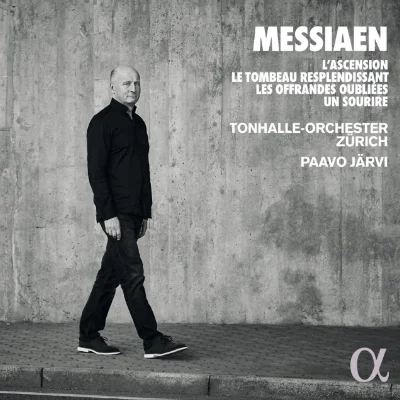 MESSIAEN
L'ASCENSION
LE TOMBEAU RESPLENDISSANT
LES OFFRANDES OUBLIÉES
UN SOURIRE
TONHALLE-ORCHESTER
ZÜRICH
PAAVO JÄRVI
α